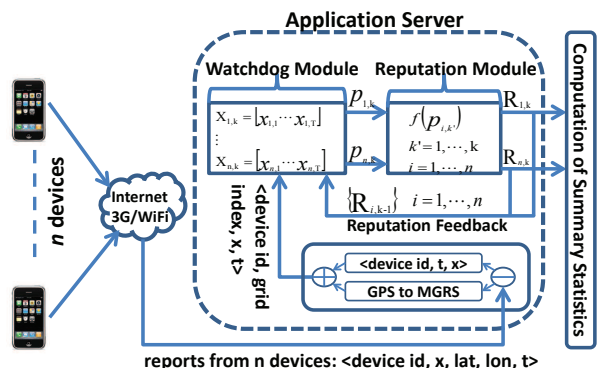 Application Server
Watchdog Module
Reputation Module
X1,k = [x1,1 ⋯ x1,T]
⋮
Xn,k = [xn,1 ⋯ xn,T]
p1,k
pn,k
f(pi,k')
k' = 1,⋯, k
i = 1,⋯, n
R1,k
Rn,k
{Ri,k-1} i = 1,⋯, n
Reputation Feedback
n devices
Internet
3G/WiFi
<device id, grid
index, x, t>
<device id, t, x>
GPS to MGRS
reports from n devices: <device id, x, lat, lon, t>
Computation of Summary Statistics